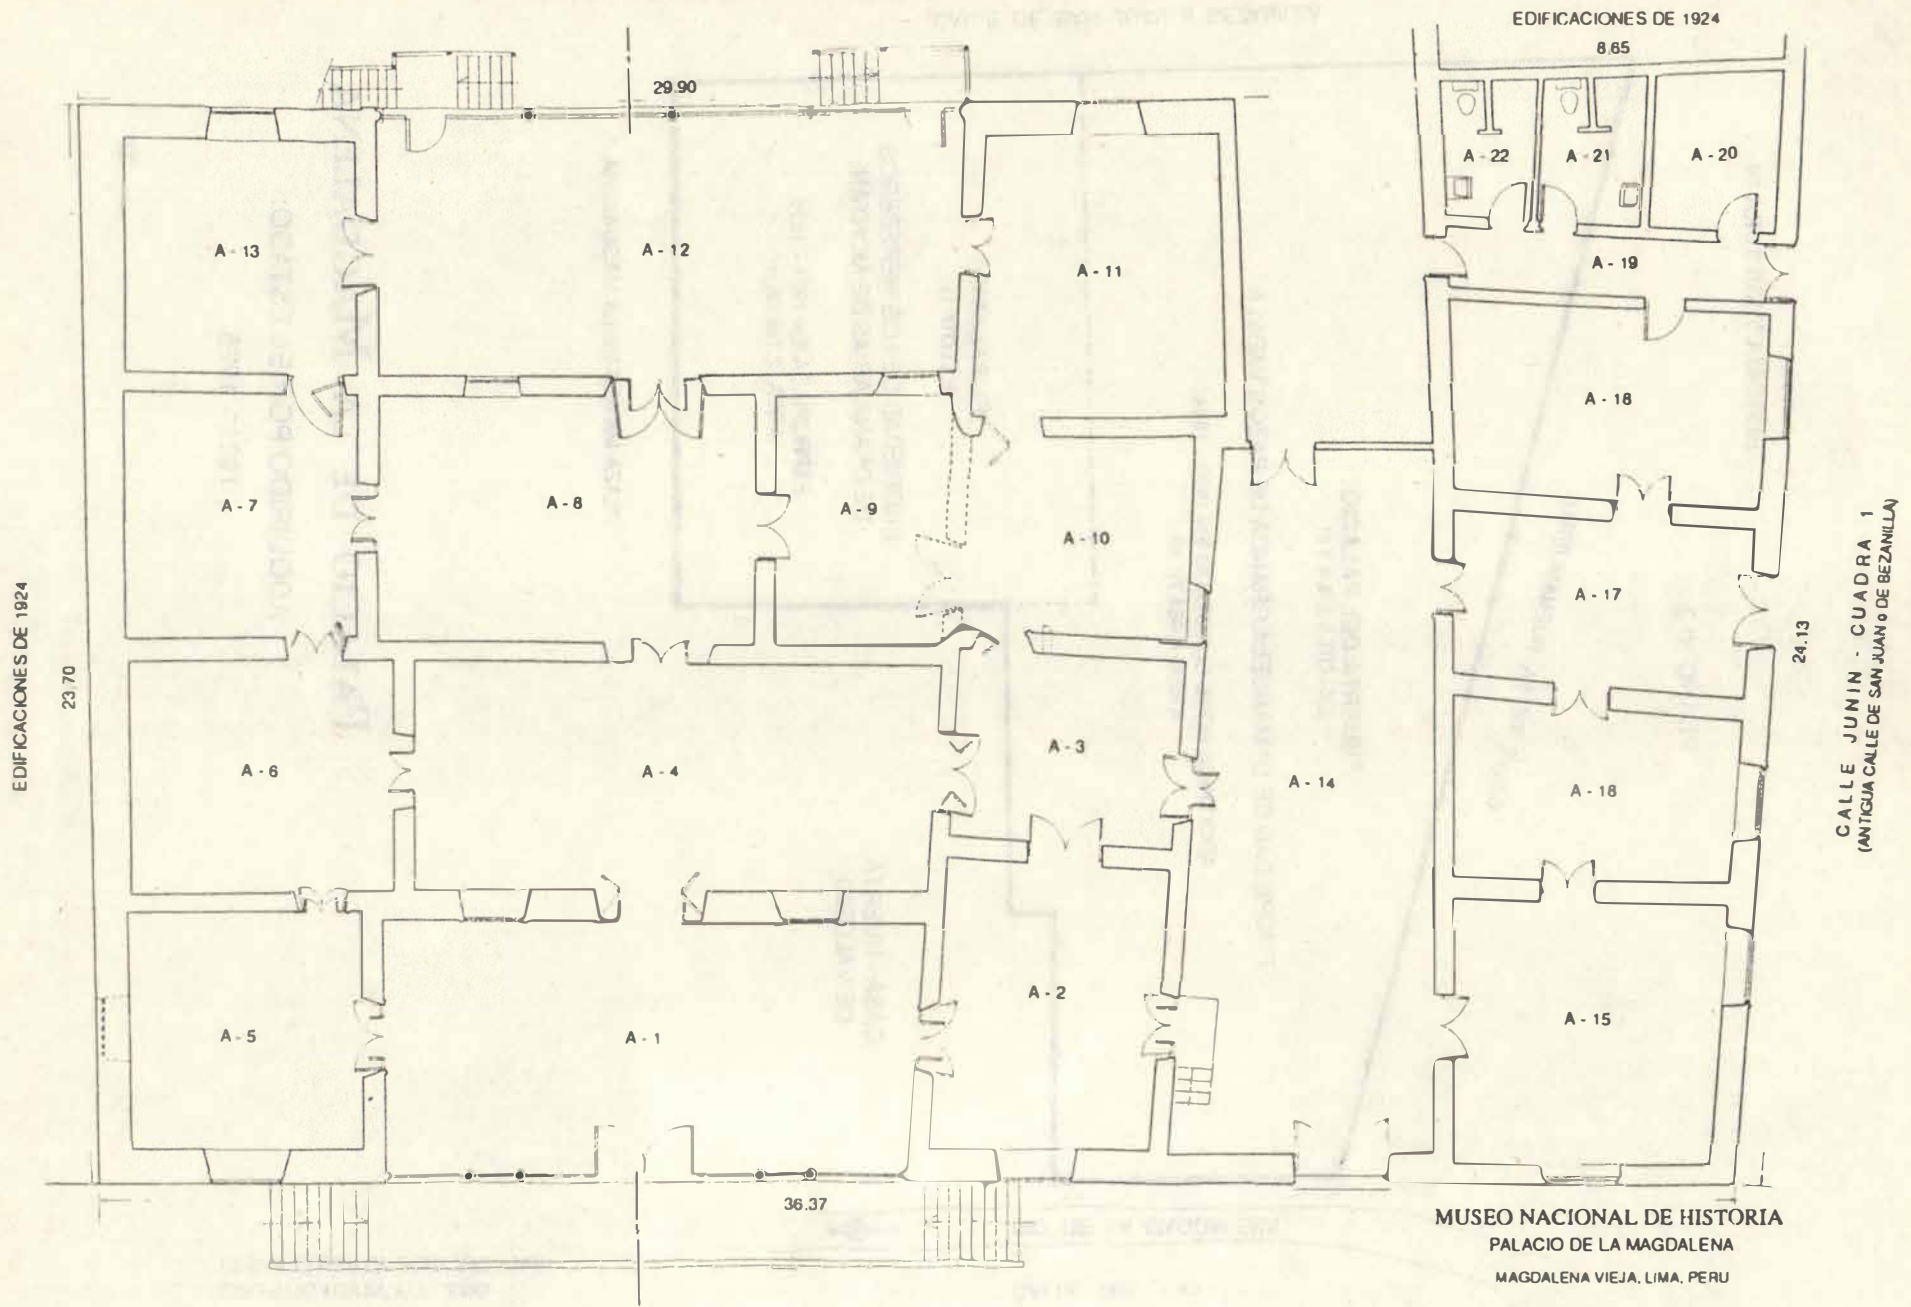 EDIFICACIONES DE 1924
8.65
29.90
A - 22
A - 21
A - 20
A - 13
A - 12
A - 11
A - 19
A - 18
A - 7
A - 8
A - 9
A - 10
A - 17
EDIFICACIONES DE 1924
23.70
24.13
CALLE JUNIN - CUADRA 1
(ANTIGUA CALLE DE SAN JUAN O DE BEZANILLA)
A - 6
A - 4
A - 3
A - 14
A - 18
A - 2
A - 5
A - 1
A - 15
36.37
MUSEO NACIONAL DE HISTORIA
PALACIO DE LA MAGDALENA
MAGDALENA VIEJA, LIMA, PERU